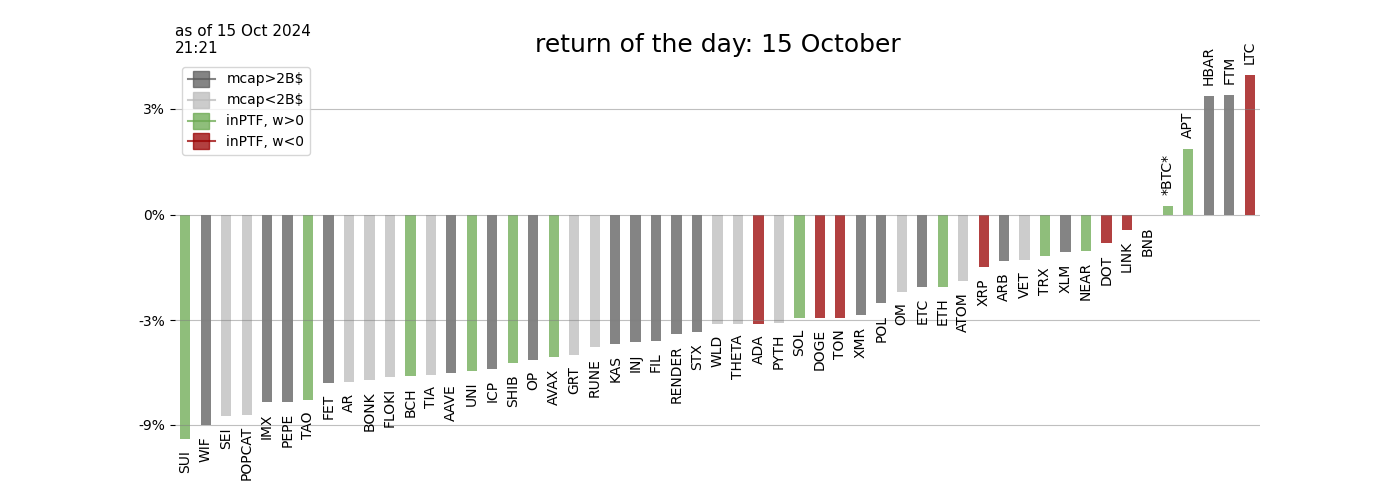 as of 15 Oct 2024
21:21
return of the day: 15 October
mcap>2B$
mcap<2B$
inPTF, w>0
inPTF, w<0
3%
0%
-3%
-9%
SUI
WIF
SEI
POPCAT
IMX
PEPE
TAO
FET
AR
BONK
FLOKI
BCH
TIA
AAVE
UNI
ICP
SHIB
OP
AVAX
GRT
RUNE
KAS
INJ
FIL
RENDER
STX
WLD
THETA
ADA
PYTH
SOL
DOGE
TON
XMR
POL
OM
ETC
ETH
ATOM
XRP
ARB
VET
TRX
XLM
NEAR
DOT
LINK
BNB
*BTC*
APT
HBAR
FTM
LTC